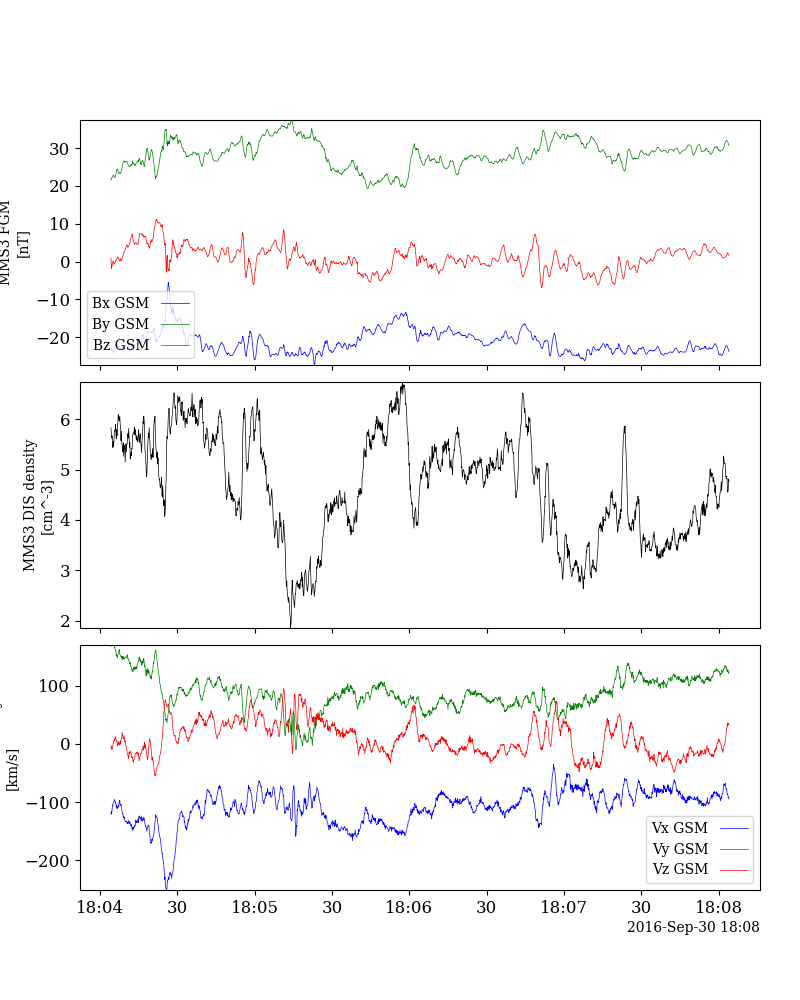 30
20
10
0
−10
−20
MMS3 FGM
[nT]
Bx GSM
By GSM
Bz GSM
6
5
4
3
2
MMS3 DIS density
[cm^-3]
100
0
−100
−200
[km/s]
Vx GSM
Vy GSM
Vz GSM
18:04 30 18:05 30 18:06 30 18:07 30 18:08
2016-Sep-30 18:08